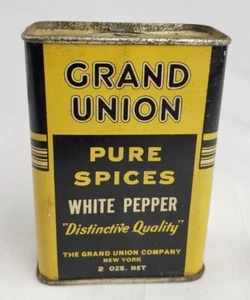 GRAND
UNION
PURE
SPICES
WHITE PEPPER
"Distinctive Quality"
THE GRAND UNION COMPANY
NEW YORK
2 OZS. NET